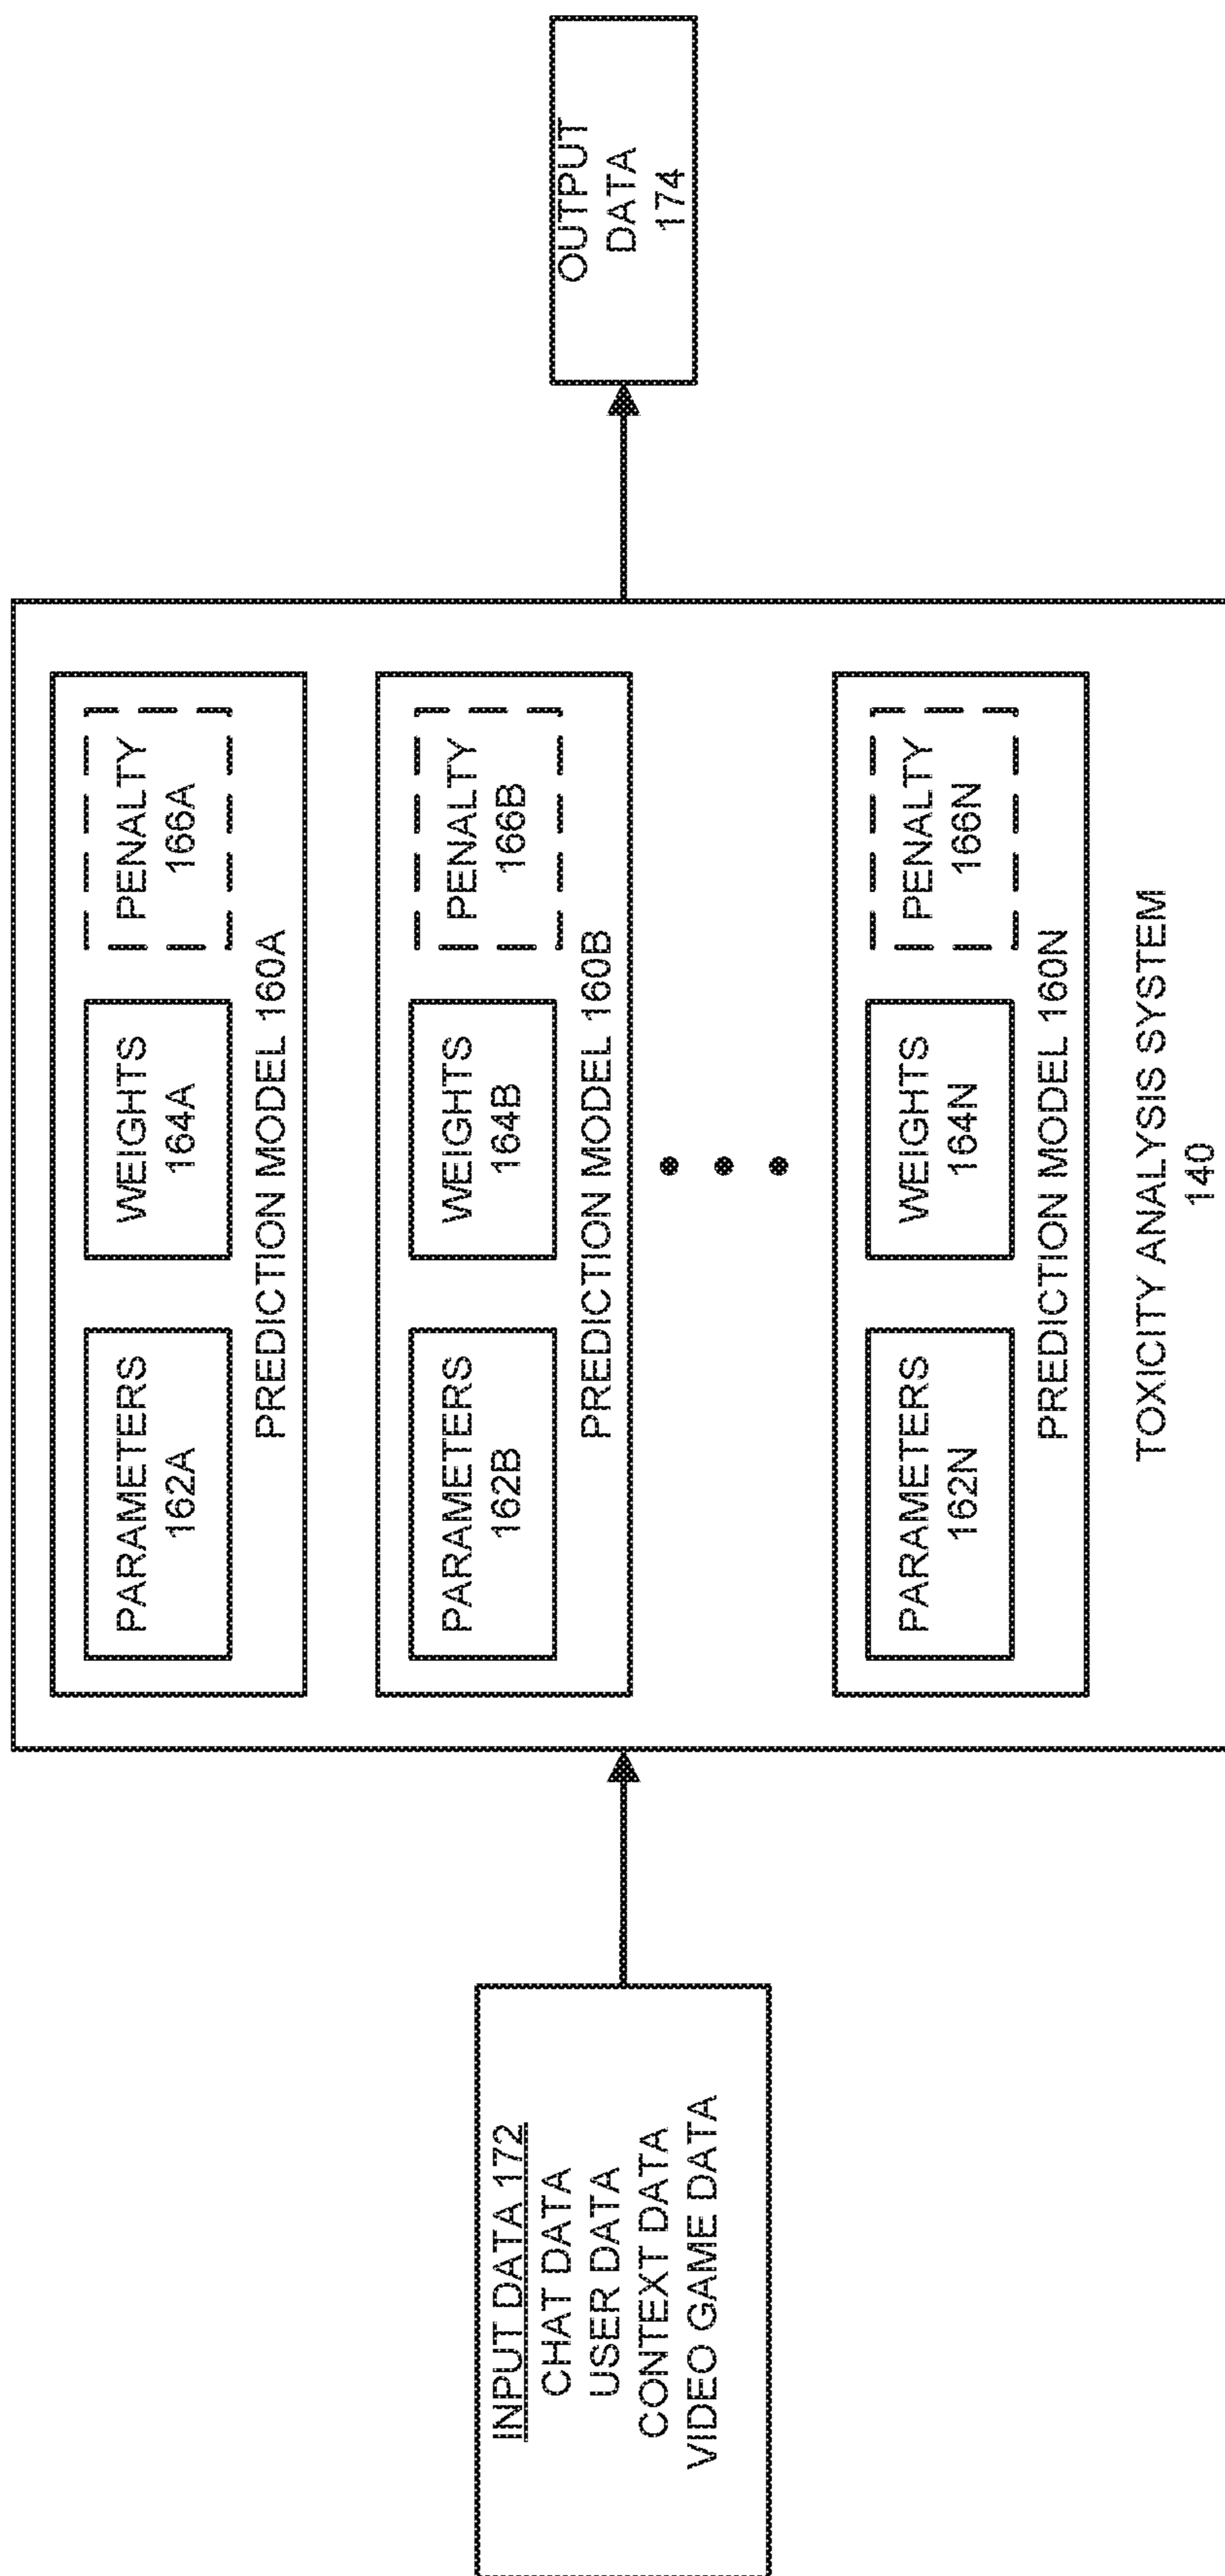 INPUT DATA 172
CHAT DATA
USER DATA
CONTEXT DATA
VIDEO GAME DATA
PARAMETERS
162A
WEIGHTS
164A
PENALTY
166A
PREDICTION MODEL 160A
PARAMETERS
162B
WEIGHTS
164B
PENALTY
166B
PREDICTION MODEL 160B
PARAMETERS
162N
WEIGHTS
164N
PENALTY
166N
PREDICTION MODEL 160N
TOXICITY ANALYSIS SYSTEM
140
OUTPUT
DATA
174